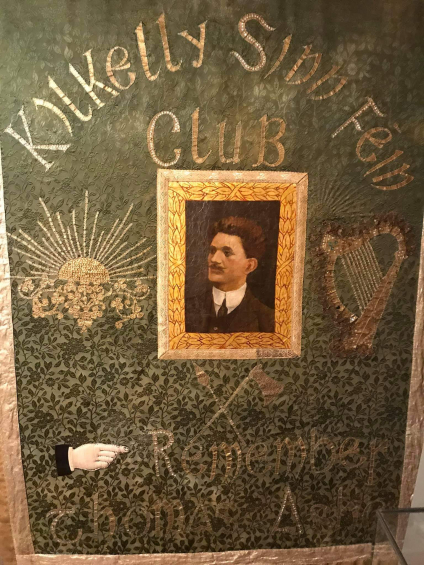 Kilkelly Sinn Féin
Club
Remember
Thomas Ashe